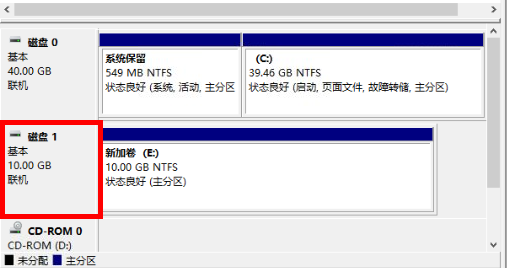 磁盘 0
基本
40.00 GB
联机
系统保留
549 MB NTFS
状态良好 (系统, 活动, 主分区
(C:)
39.46 GB NTFS
状态良好 (启动, 页面文件, 故障转储, 主分区)
磁盘 1
基本
10.00 GB
联机
新加卷 (E:)
10.00 GB NTFS
状态良好 (主分区)
CD-ROM 0
CD-ROM (D:)
未分配 主分区